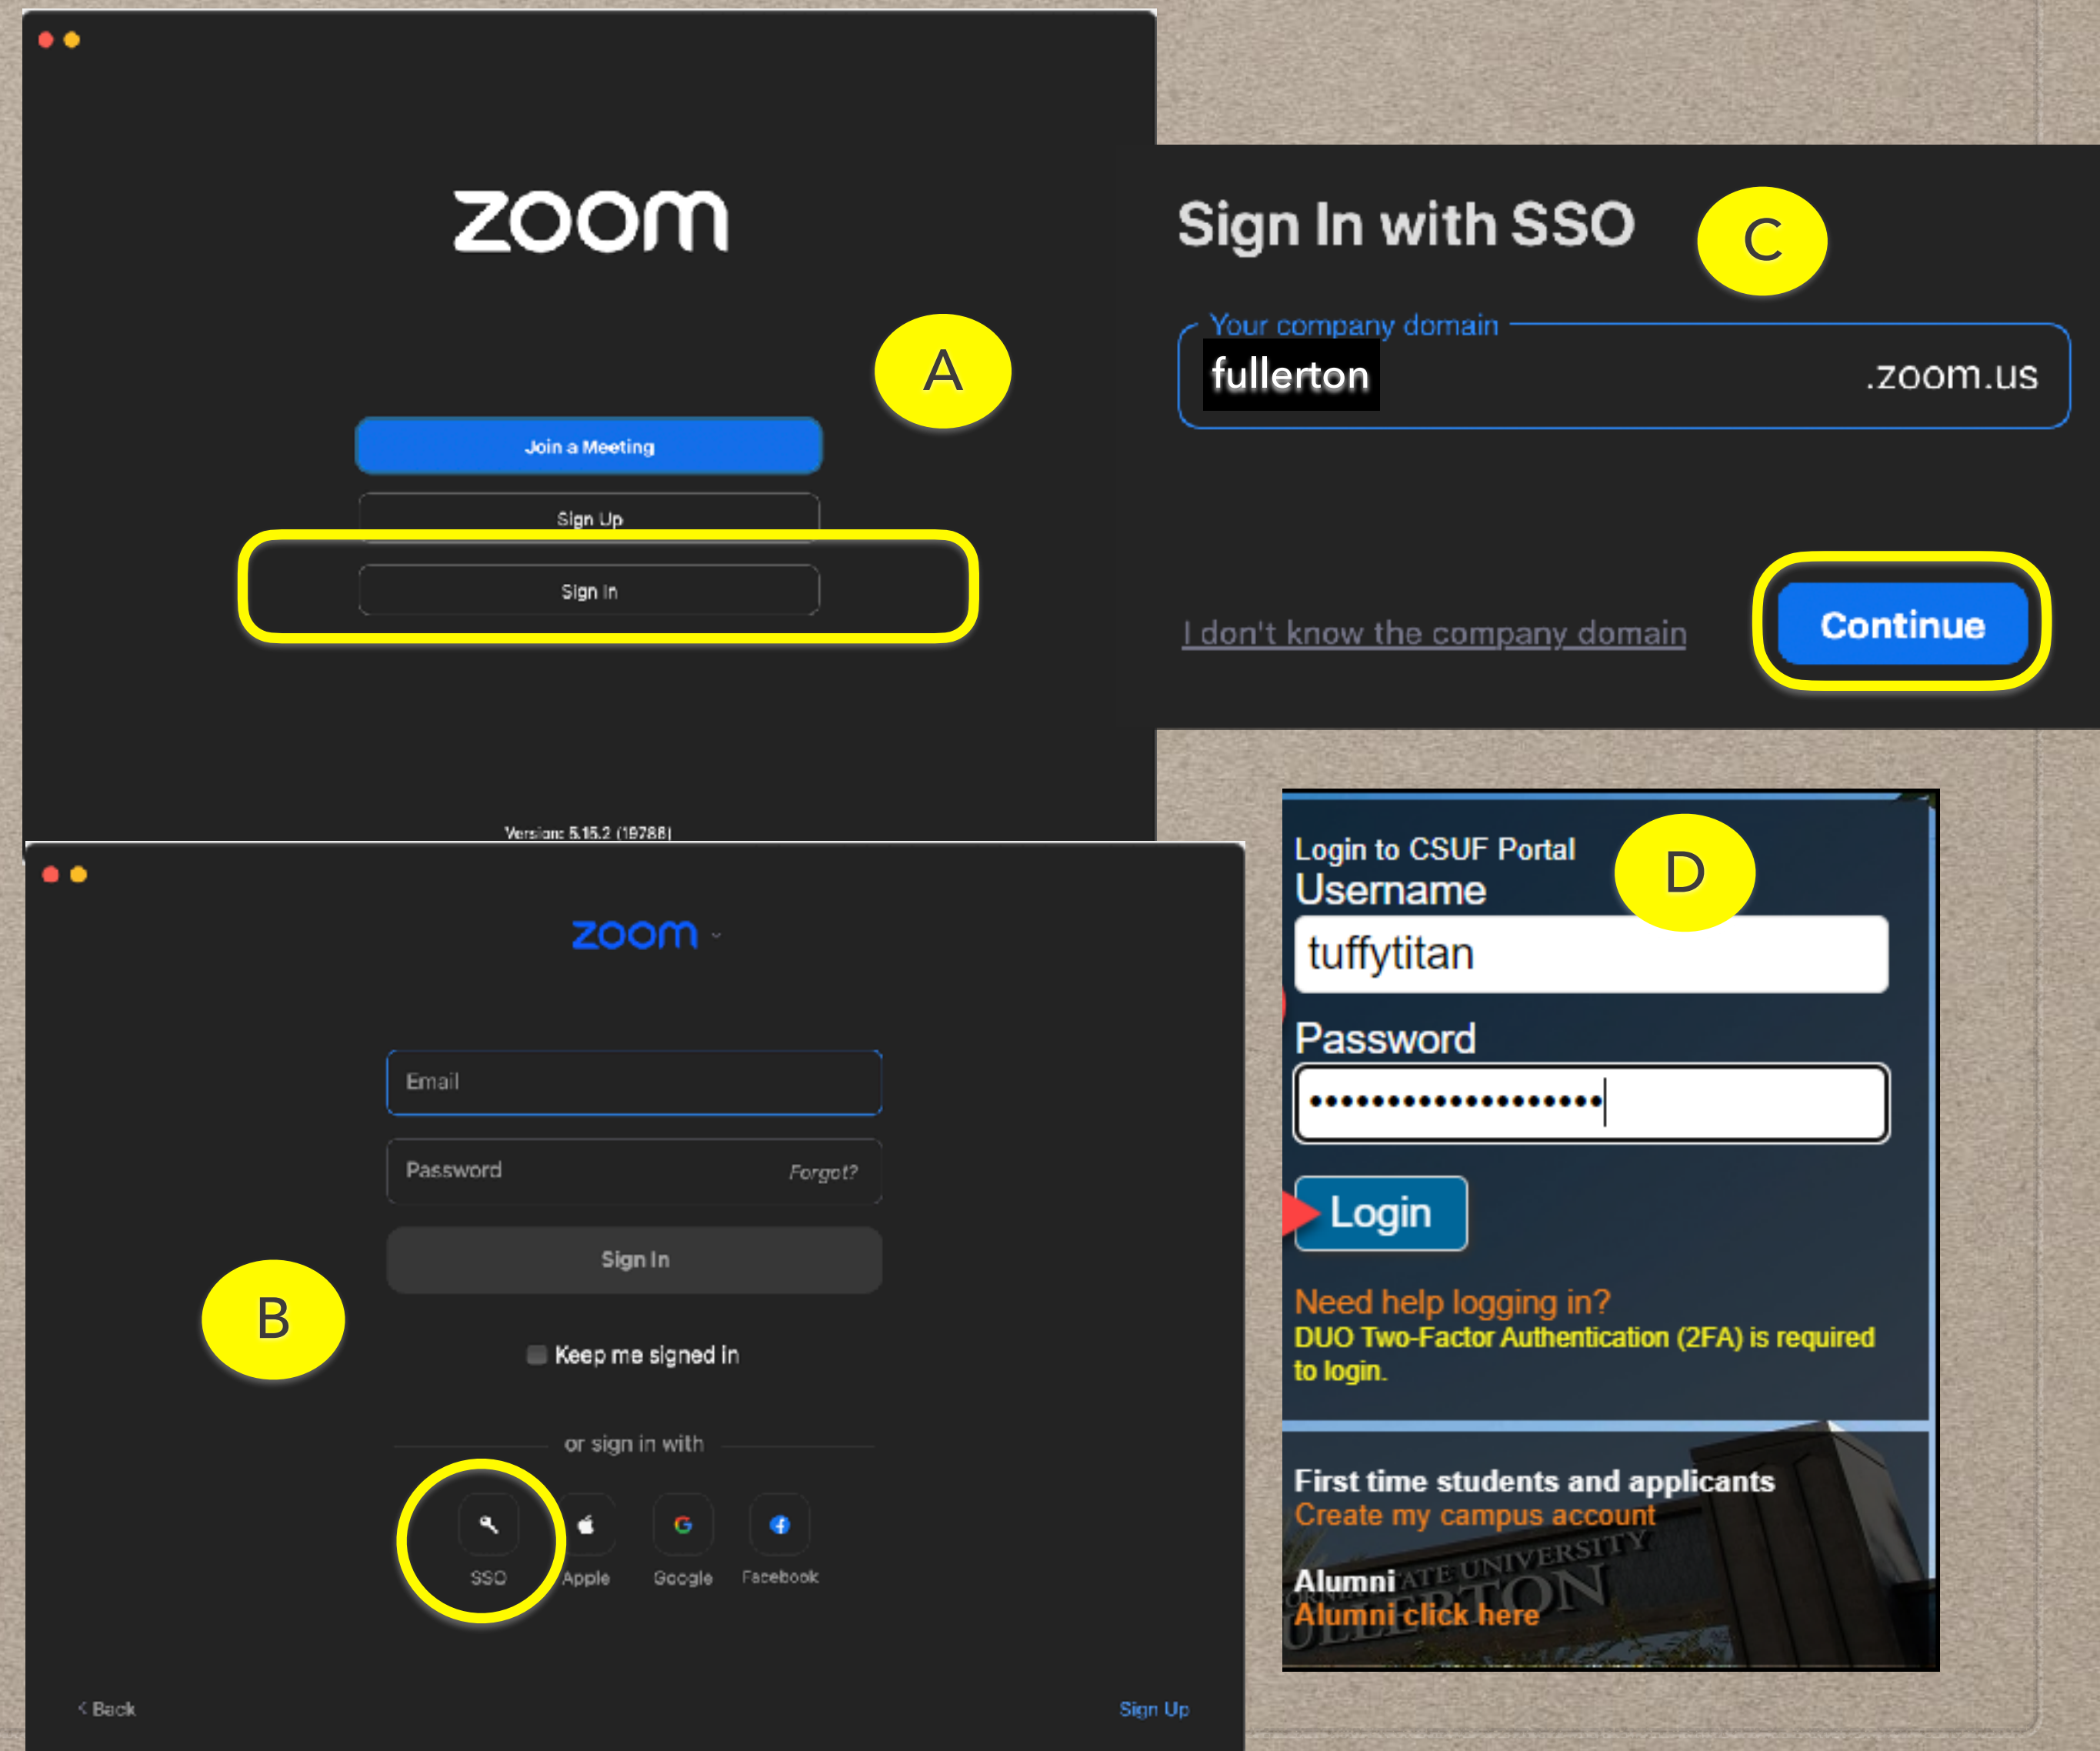 zoom
A
Join a Meeting
Sign Up
Sign In
Version: 5.15.2 (19786)
zoom
Email
Password Forgot?
Sign In
B
Keep me signed in
or sign in with
SSO Apple Google Facebook
< Back
Sign Up
Sign In with SSO
C
Your company domain
fullerton .zoom.us
I don't know the company domain
Continue
Login to CSUF Portal
D
Username
tuffytitan
Password
Login
Need help logging in?
DUO Two-Factor Authentication (2FA) is required
to login.
First time students and applicants
Create my campus account
Alumni
Alumni click here
STATE UNIVERSITY
FULLERTON